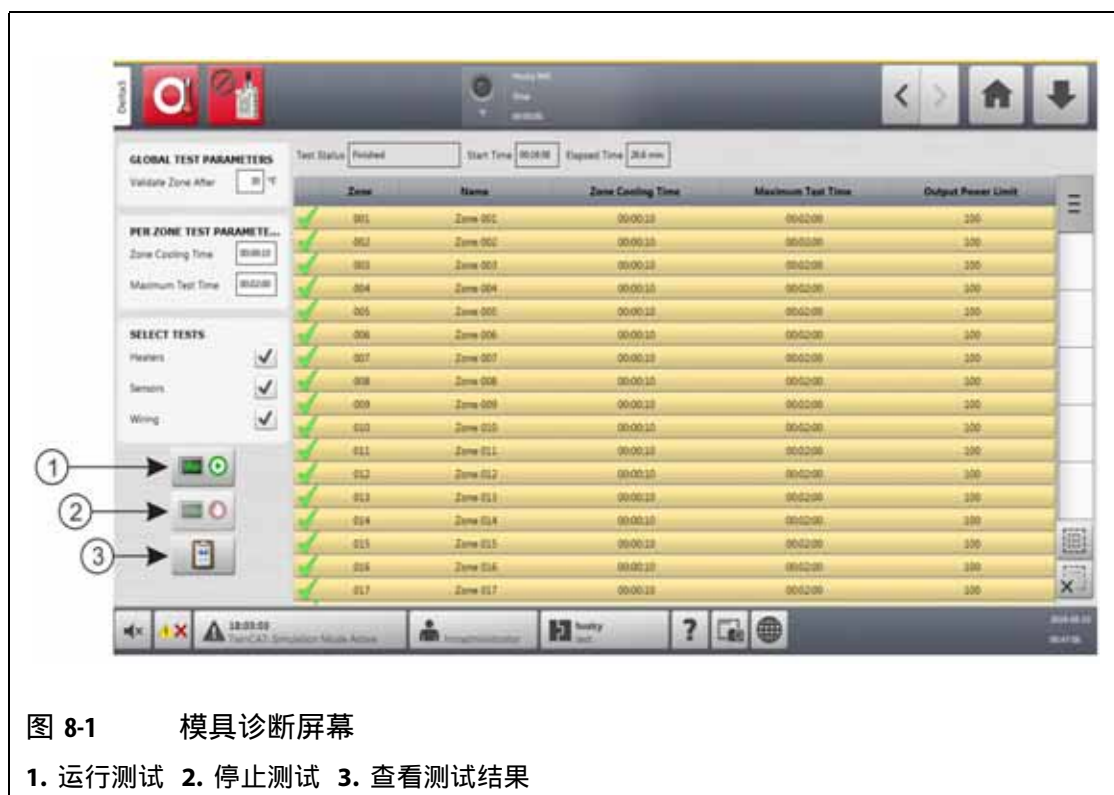 Delta3
GLOBAL TEST PARAMETERS
Validate Zone After °F
PER ZONE TEST PARAMETE...
Zone Cooling Time 00:00:10
Maximum Test Time 00:02:00
SELECT TESTS
Heaters
Sensors
Wiring
Test Status Finished Start Time Elapsed Time
Zone Name Zone Cooling Time Maximum Test Time Output Power Limit
001 Zone 001 00:00:10 00:02:00 100
002 Zone 002 00:00:10 00:02:00 100
003 Zone 003 00:00:10 00:02:00 100
004 Zone 004 00:00:10 00:02:00 100
005 Zone 005 00:00:10 00:02:00 100
006 Zone 006 00:00:10 00:02:00 100
007 Zone 007 00:00:10 00:02:00 100
008 Zone 008 00:00:10 00:02:00 100
009 Zone 009 00:00:10 00:02:00 100
010 Zone 010 00:00:10 00:02:00 100
011 Zone 011 00:00:10 00:02:00 100
012 Zone 012 00:00:10 00:02:00 100
013 Zone 013 00:00:10 00:02:00 100
014 Zone 014 00:00:10 00:02:00 100
015 Zone 015 00:00:10 00:02:00 100
016 Zone 016 00:00:10 00:02:00 100
017 Zone 017 00:00:10 00:02:00 100
1
2
3
18:03:03
TwinCAT: Simulation Mode Active
husky
test
?
图 8-1 模具诊断屏幕
1. 运行测试 2. 停止测试 3. 查看测试结果